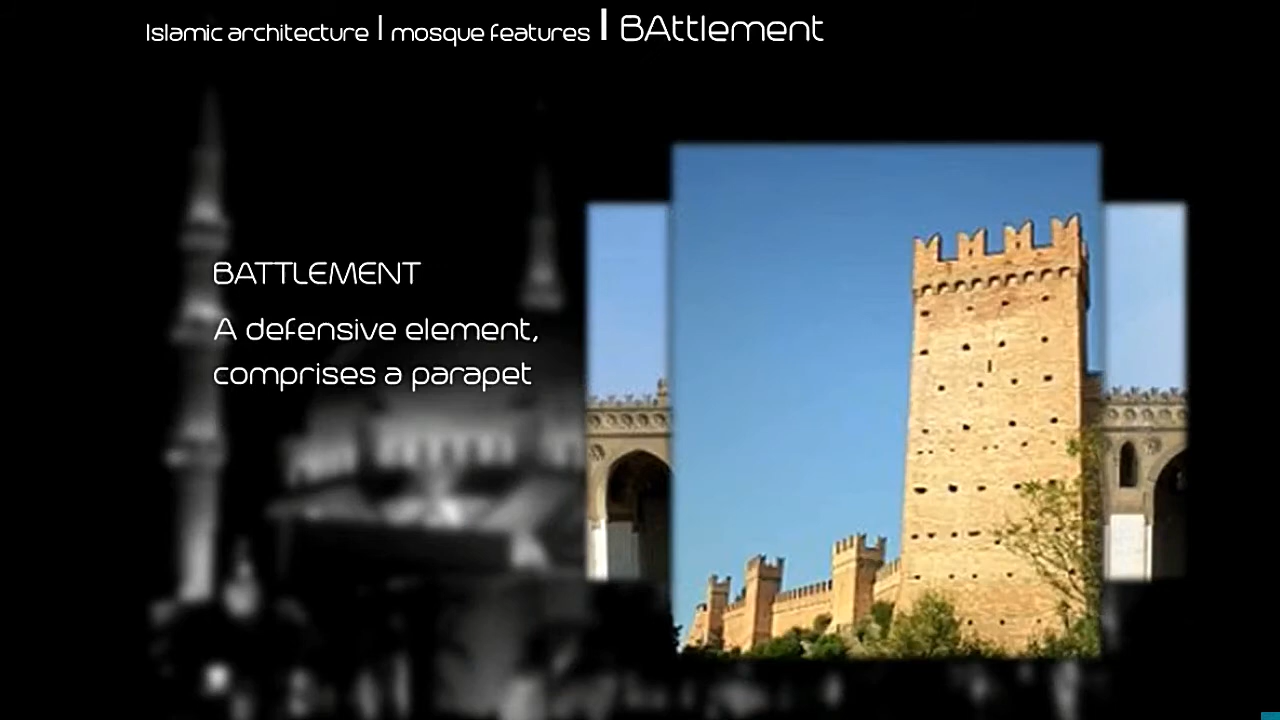 Islamic architecture | mosque features | BAttlement
BATTLEMENT
A defensive element,
comprises a parapet